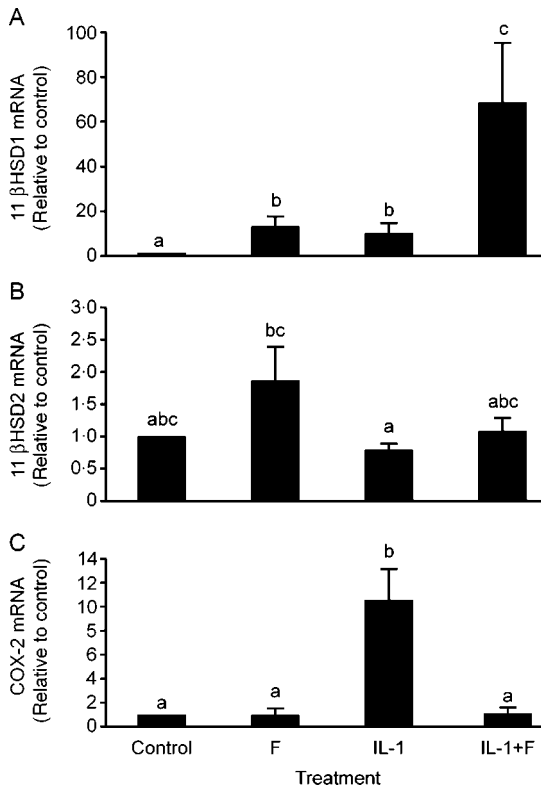 A
11 βHSD1 mRNA
(Relative to control)
100
80
60
40
20
0
a
b
b
c
B
11 βHSD2 mRNA
(Relative to control)
3·0
2·5
2·0
1·5
1·0
0·5
0
abc
bc
a
abc
C
COX-2 mRNA
(Relative to control)
14
12
10
5
6
4
2
0
a
a
b
a
Control
F
IL-1
IL-1+F
Treatment